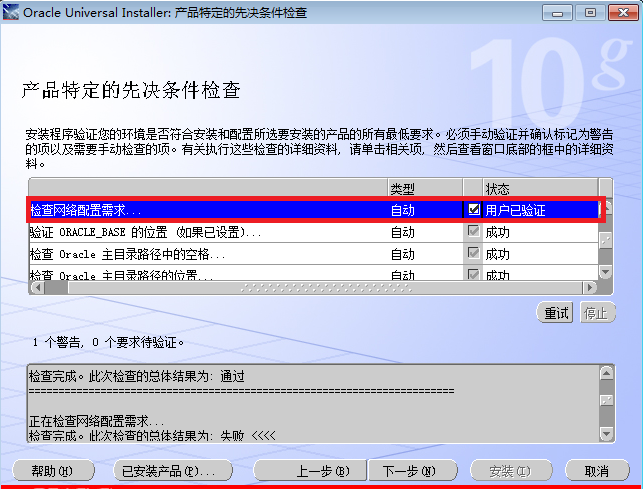 Oracle Universal Installer: 产品特定的先决条件检查
10g
产品特定的先决条件检查
安装程序验证您的环境是否符合安装和配置所选要安装的产品的所有最低要求。必须手动验证并确认标记为警告
的项以及需要手动检查的项。有关执行这些检查的详细资料, 请单击相关项, 然后查看窗口底部的框中的详细资
料。
类型 状态
检查网络配置需求... 自动 用户已验证
验证 ORACLE_BASE 的位置 (如果已设置)... 自动 成功
检查 Oracle 主目录路径中的空格... 自动 成功
检查 Oracle 主目录路径的位置... 自动 成功
重试 停止
1 个警告, 0 个要求待验证。
检查完成。此次检查的总体结果为: 通过
========================================================================
正在检查网络配置需求...
检查完成。此次检查的总体结果为: 失败 <<<<
帮助(H) 已安装产品(P)... 上一步(B) 下一步(N) 安装(I) 取消